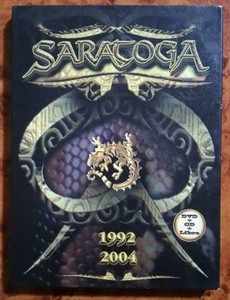 SARATOGA
1992
2004
DVD
+
CD
+
Libro